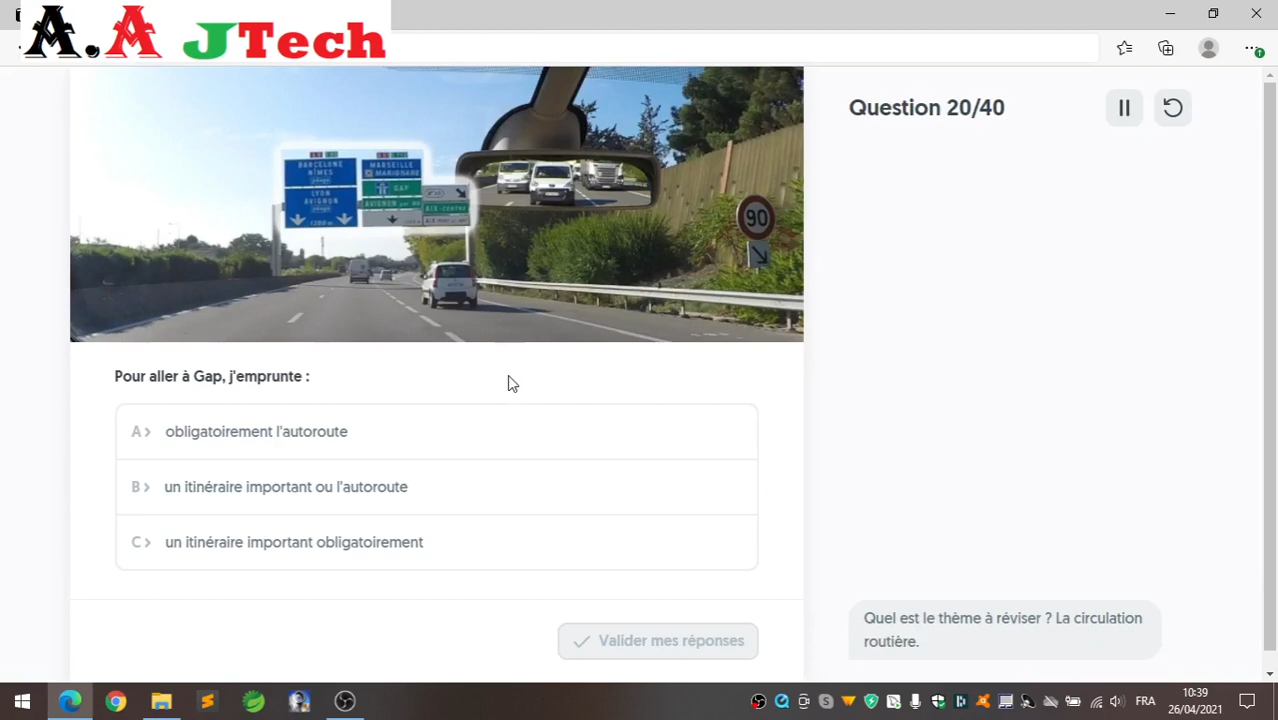 A.A JTech
BARCELONE
NÎMES
péage
LYON
AVIGNON
péage
MARSEILLE
MARIGNANE
GAP
AIX-CENTRE
90
Question 20/40
Pour aller à Gap, j'emprunte :
A obligatoirement l'autoroute
B un itinéraire important ou l'autoroute
C un itinéraire important obligatoirement
Valider mes réponses
Quel est le thème à réviser ? La circulation
routière.
FRA
10:39
26/04/2021